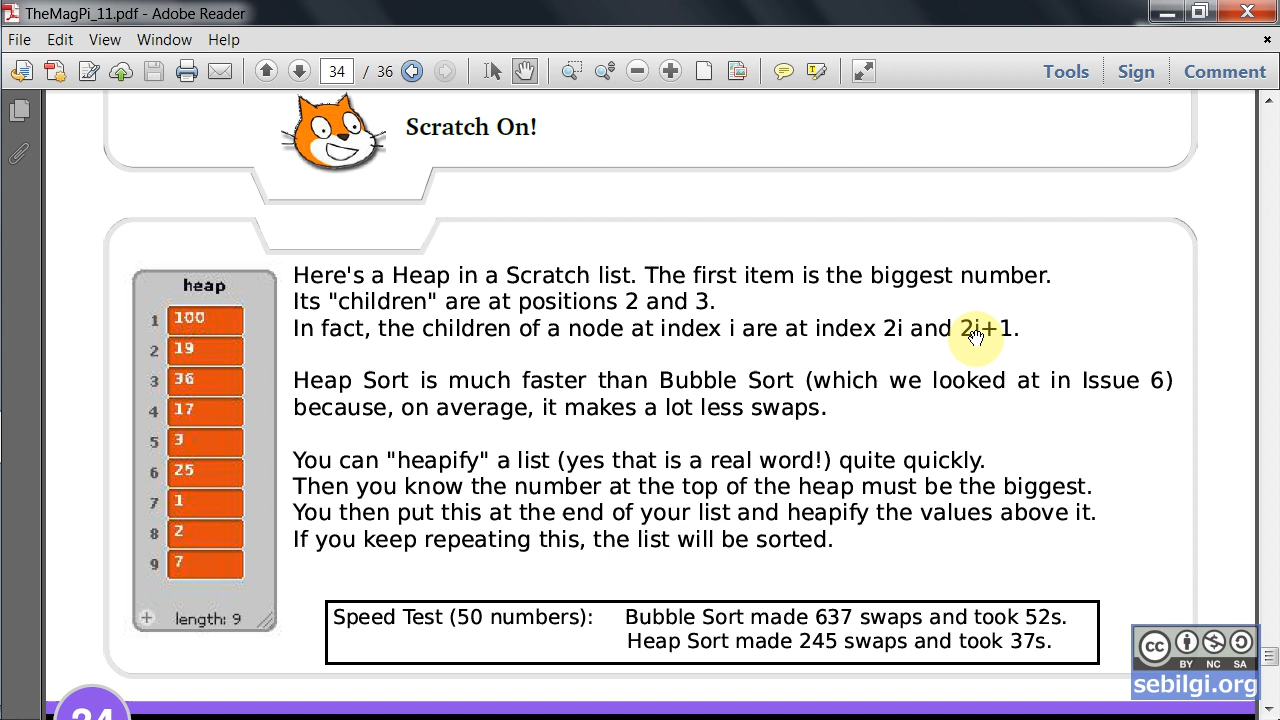 TheMagPi_11.pdf - Adobe Reader
File Edit View Window Help
34 / 36 Tools Sign Comment
Scratch On!
heap
1 100
2 19
3 36
4 17
5 3
6 25
7 1
8 2
9 7
+ length: 9
Here's a Heap in a Scratch list. The first item is the biggest number.
Its "children" are at positions 2 and 3.
In fact, the children of a node at index i are at index 2i and 2i+1.
Heap Sort is much faster than Bubble Sort (which we looked at in Issue 6)
because, on average, it makes a lot less swaps.
You can "heapify" a list (yes that is a real word!) quite quickly.
Then you know the number at the top of the heap must be the biggest.
You then put this at the end of your list and heapify the values above it.
If you keep repeating this, the list will be sorted.
Speed Test (50 numbers): Bubble Sort made 637 swaps and took 52s.
Heap Sort made 245 swaps and took 37s.
cc BY NC SA
sebilgi.org